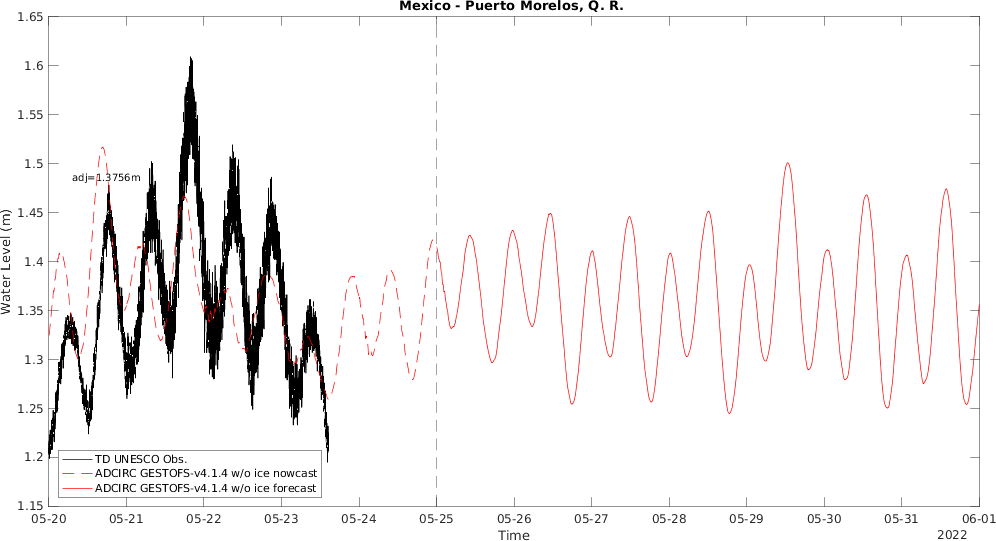 Mexico - Puerto Morelos, Q. R.
1.65
1.6
1.55
1.5
1.45
1.4
1.35
1.3
1.25
1.2
1.15
Water Level (m)
adj=1.3756m
TD UNESCO Obs.
ADCIRC GESTOFS-v4.1.4 w/o ice nowcast
ADCIRC GESTOFS-v4.1.4 w/o ice forecast
05-20 05-21 05-22 05-23 05-24 05-25 05-26 05-27 05-28 05-29 05-30 05-31 06-01
Time
2022